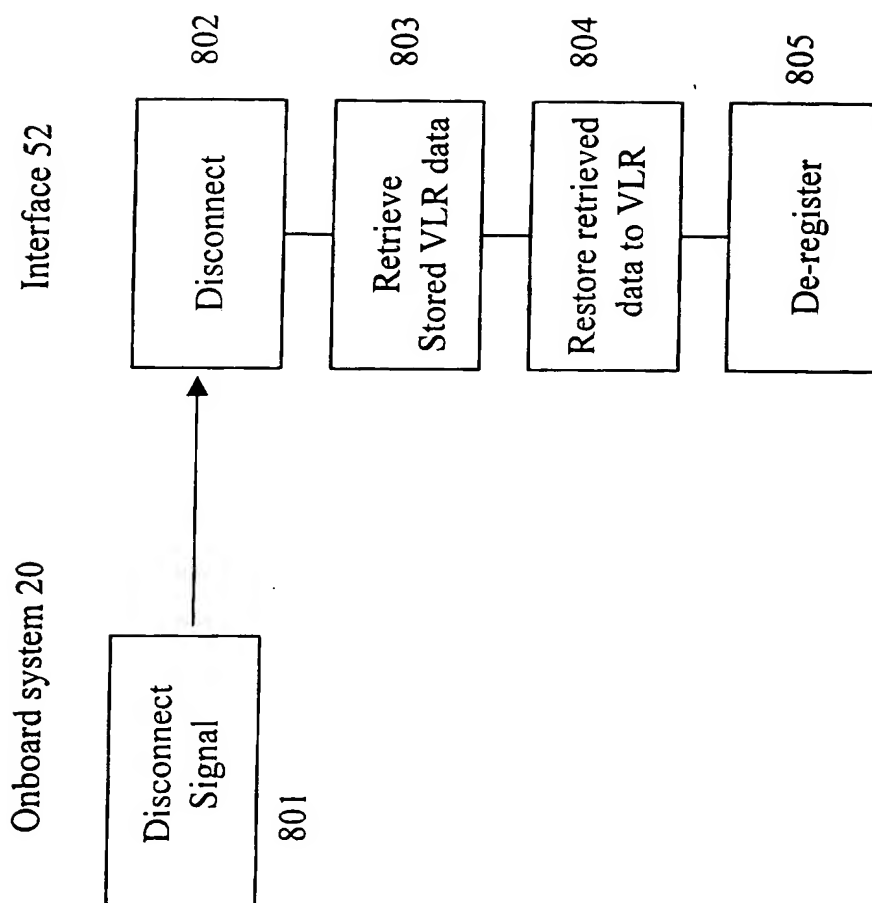 Onboard system 20
Interface 52
Disconnect
Signal
801
Disconnect
802
Retrieve
Stored VLR data
803
Restore retrieved
data to VLR
804
De-register
805